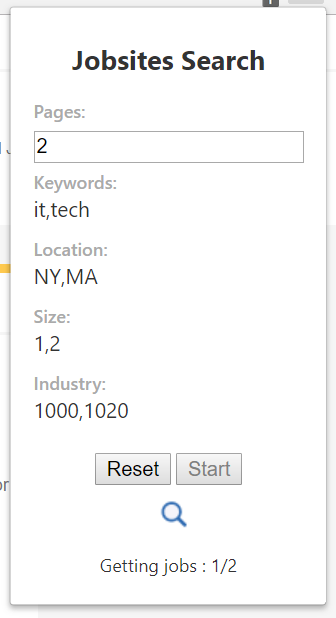 Jobsites Search
Pages:
2
Keywords:
it,tech
Location:
NY,MA
Size:
1,2
Industry:
1000,1020
Reset Start
Getting jobs : 1/2